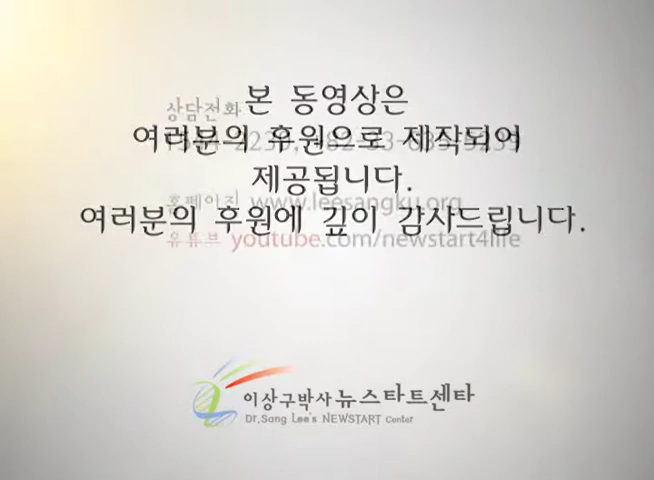 본 동영상은
상담전화
여러분의 후원으로 제작되어
제공됩니다.
홈페이지 www.leesangku.org
여러분의 후원에 깊이 감사드립니다.
유튜브 youtube.com/newstart4life
이상구박사뉴스타트센타
Dr.Sang Lee's NEWSTART Center